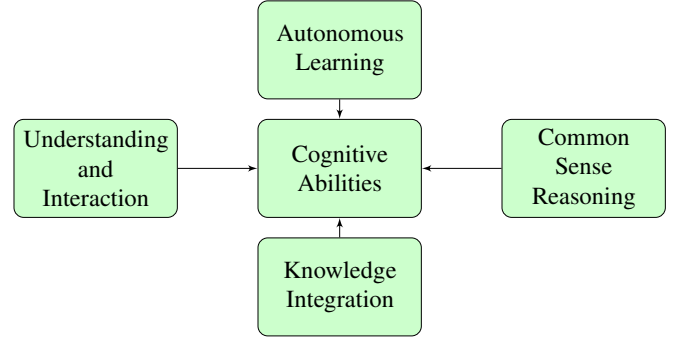 Autonomous
Learning
Understanding
and
Interaction
Cognitive
Abilities
Common
Sense
Reasoning
Knowledge
Integration